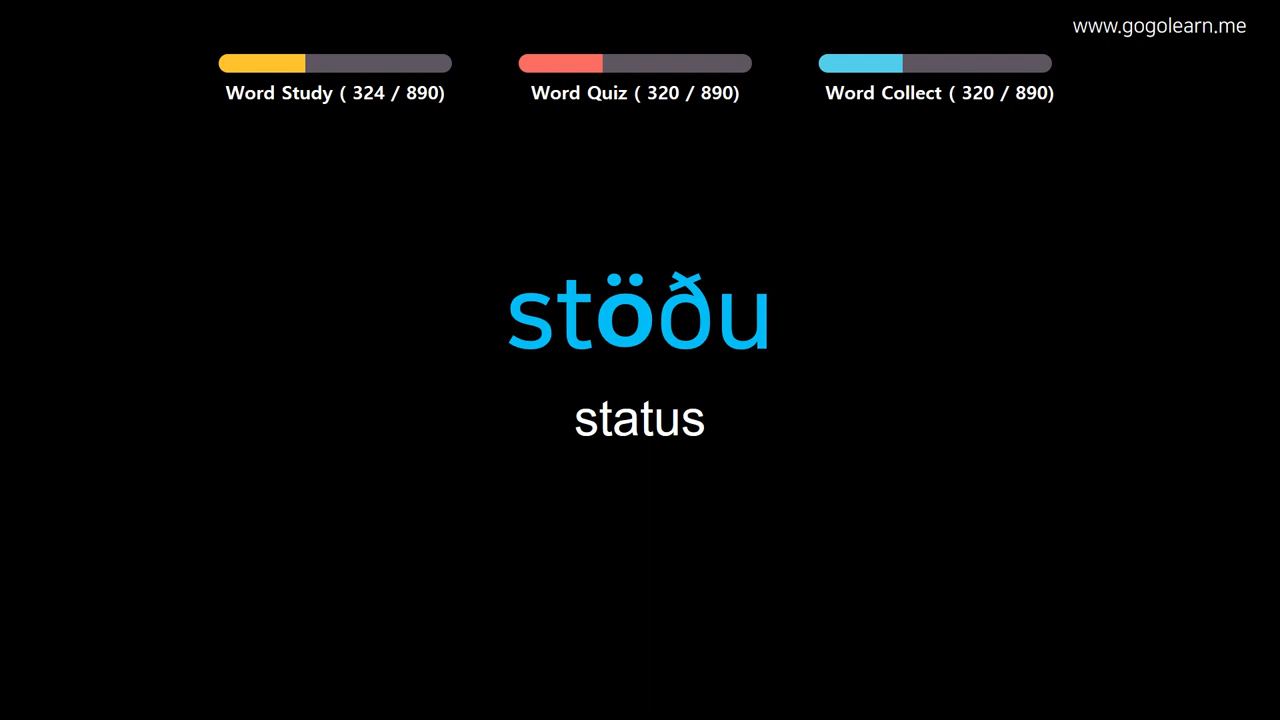 www.gogolearn.me
Word Study ( 324 / 890)
Word Quiz ( 320 / 890)
Word Collect ( 320 / 890)
stöðu
status